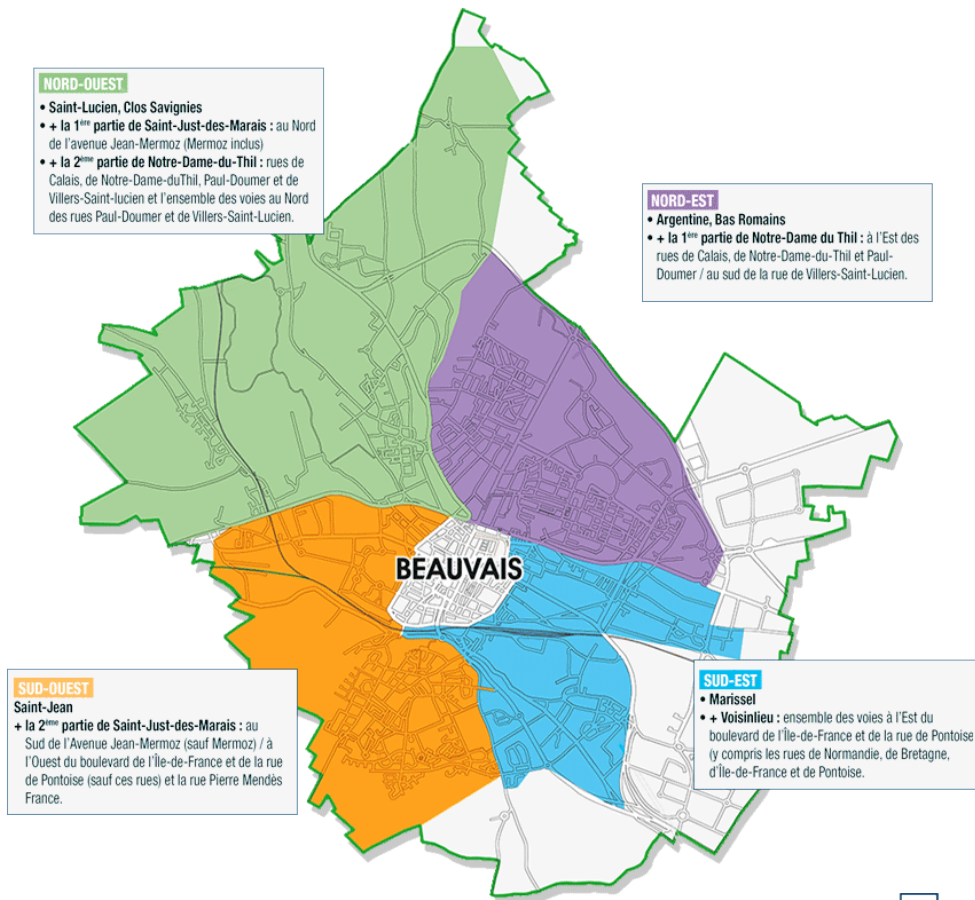 NORD-OUEST
• Saint-Lucien, Clos Savignies
• + la 1ère partie de Saint-Just-des-Marais : au Nord
de l'avenue Jean-Mermoz (Mermoz inclus)
• + la 2ème partie de Notre-Dame-du-Thil : rues de
Calais, de Notre-Dame-duThil, Paul-Doumer et de
Villers-Saint-lucien et l'ensemble des voies au Nord
des rues Paul-Doumer et de Villers-Saint-Lucien.
NORD-EST
• Argentine, Bas Romains
• + la 1ère partie de Notre-Dame du Thil : à l'Est des
rues de Calais, de Notre-Dame-du-Thil et Paul-
Doumer / au sud de la rue de Villers-Saint-Lucien.
BEAUVAIS
SUD-OUEST
Saint-Jean
+ la 2ème partie de Saint-Just-des-Marais : au
Sud de l'Avenue Jean-Mermoz (sauf Mermoz) / à
l'Ouest du boulevard de l'Île-de-France et de la rue
de Pontoise (sauf ces rues) et la rue Pierre Mendès
France.
SUD-EST
• Marissel
• + Voisinlieu : ensemble des voies à l'Est du
boulevard de l'Île-de-France et de la rue de Pontoise
(y compris les rues de Normandie, de Bretagne,
d'Île-de-France et de Pontoise.